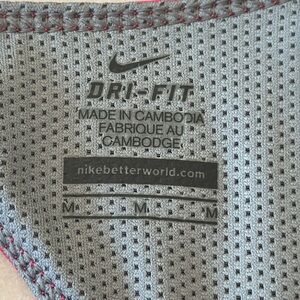 DRI-FIT
MADE IN CAMBODIA
FABRIQUE AU
CAMBODGE
nikebetterworld.com
M M M